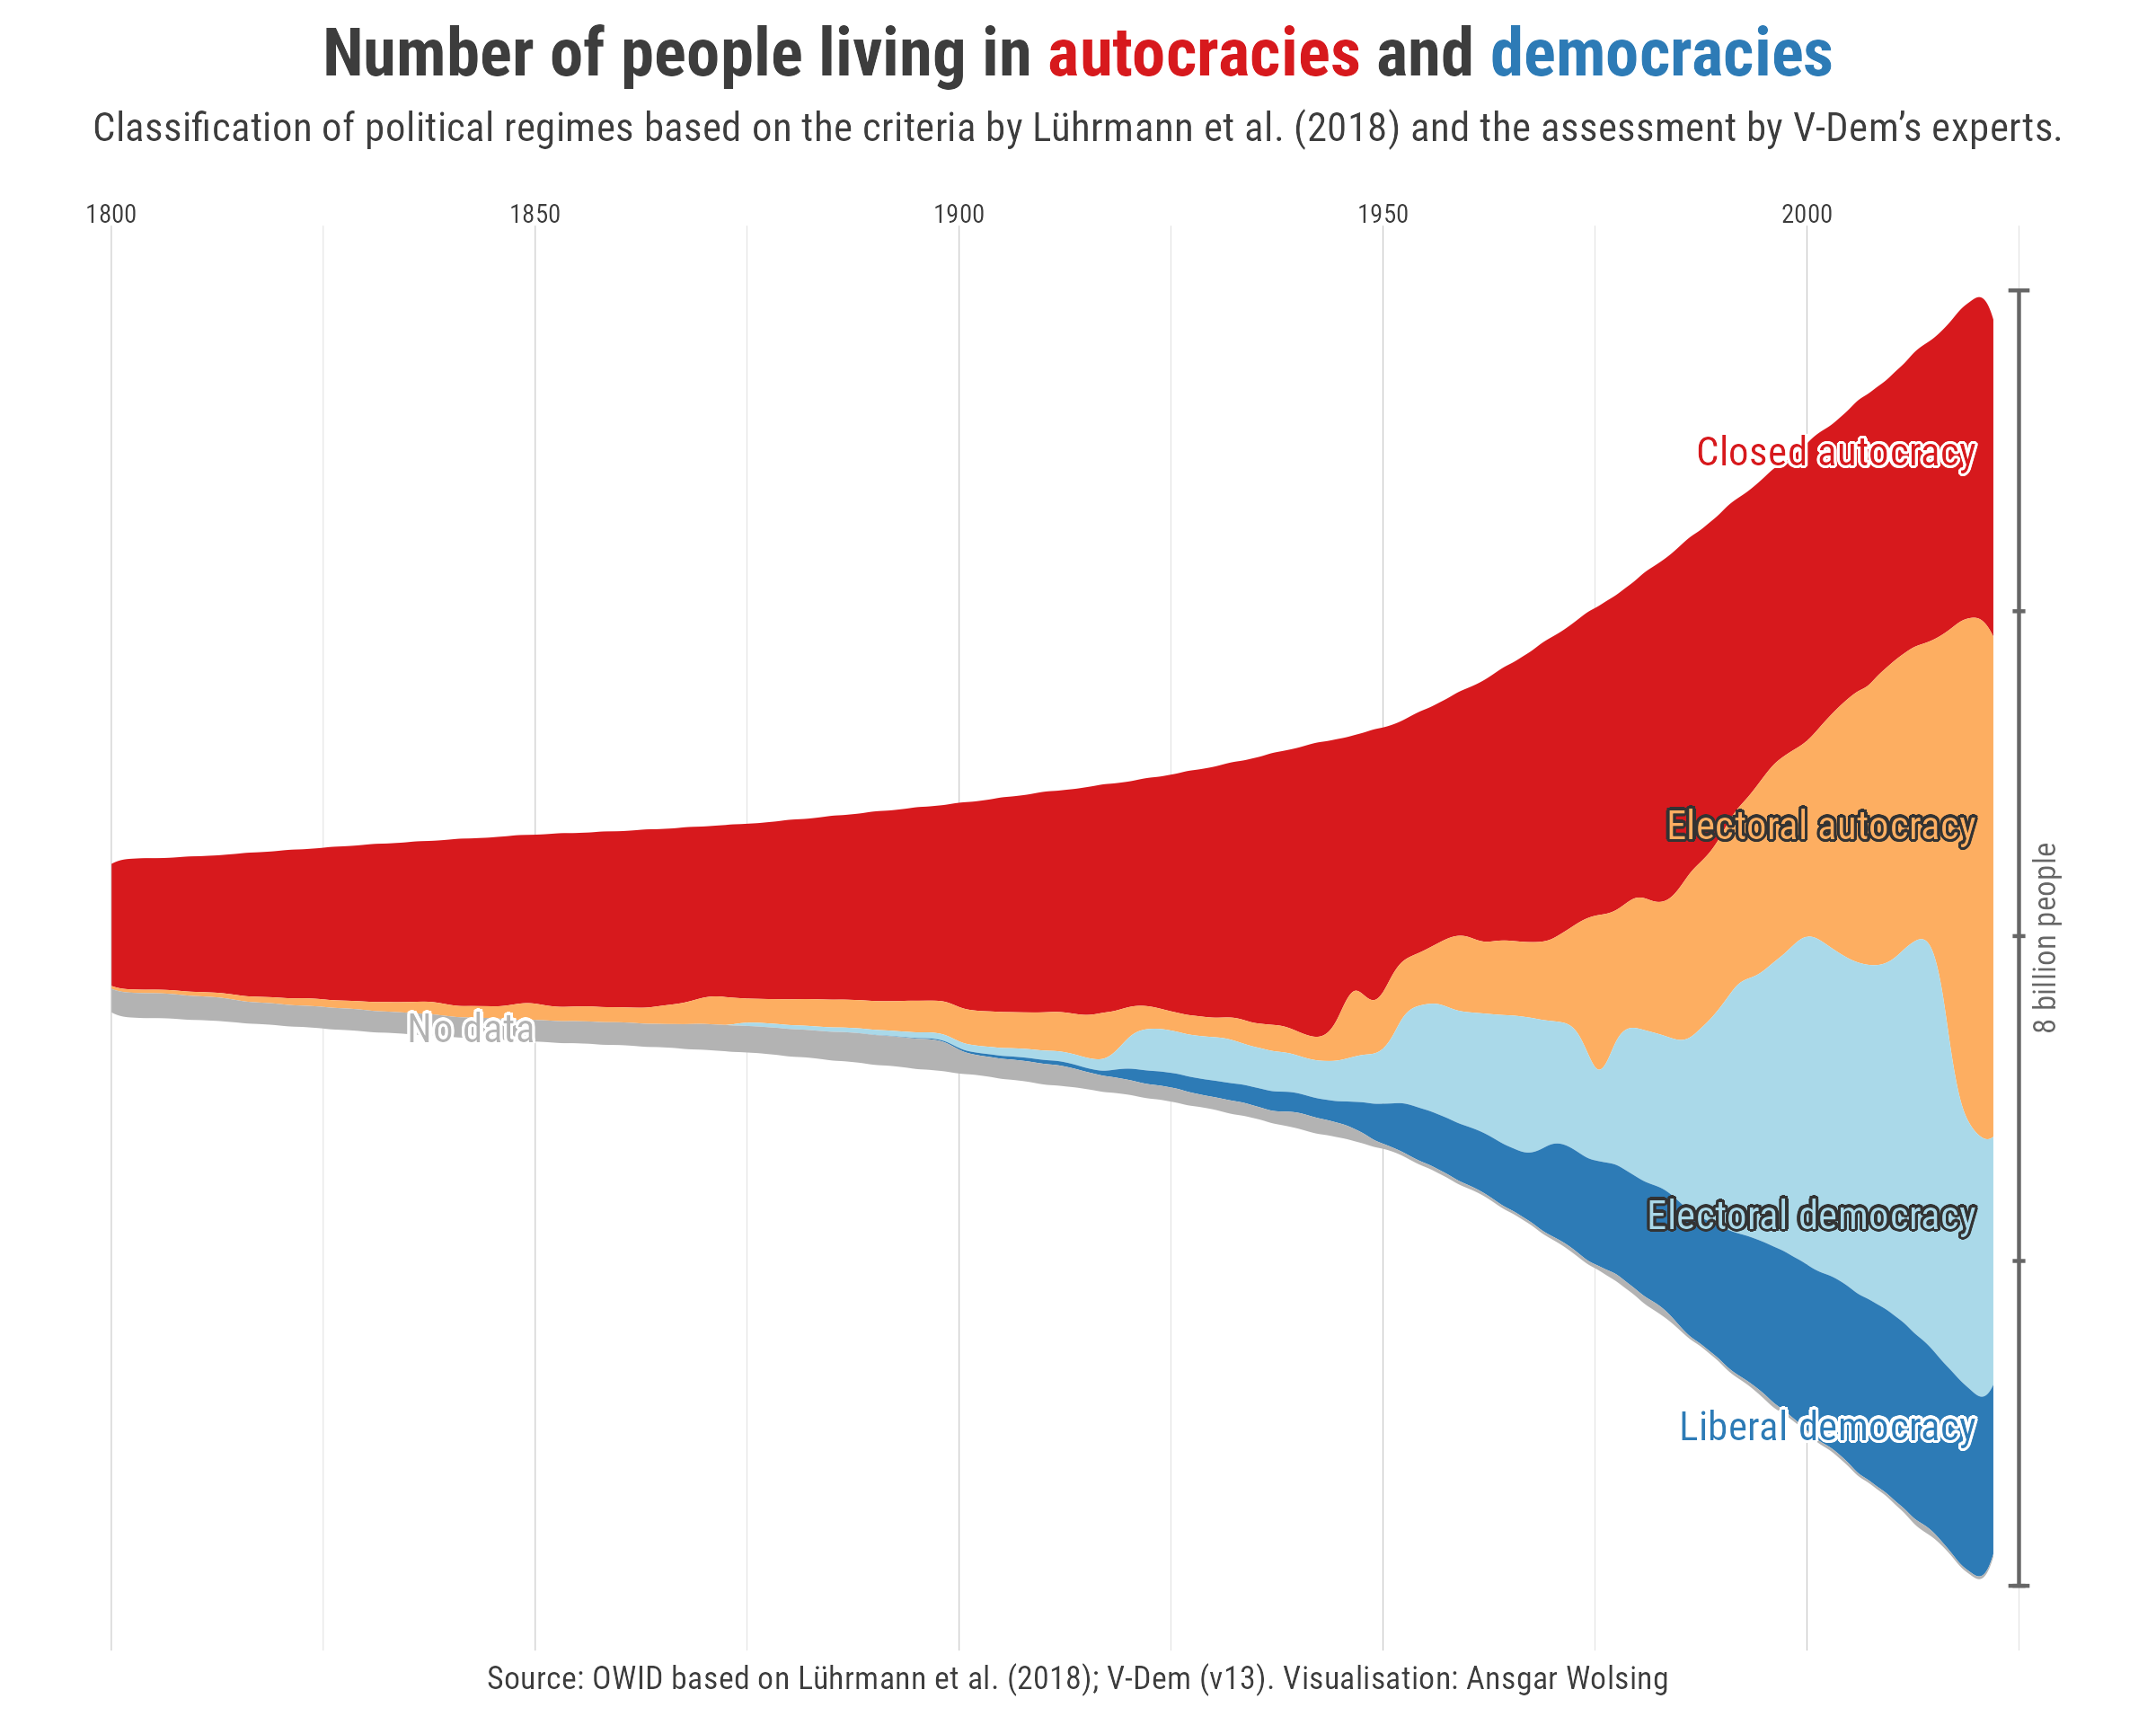 Number of people living in autocracies and democracies
Classification of political regimes based on the criteria by Lührmann et al. (2018) and the assessment by V-Dem’s experts.
1800 1850 1900 1950 2000
Closed autocracy
Electoral autocracy
8 billion people
No data
Electoral democracy
Liberal democracy
Source: OWID based on Lührmann et al. (2018); V-Dem (v13). Visualisation: Ansgar Wolsing